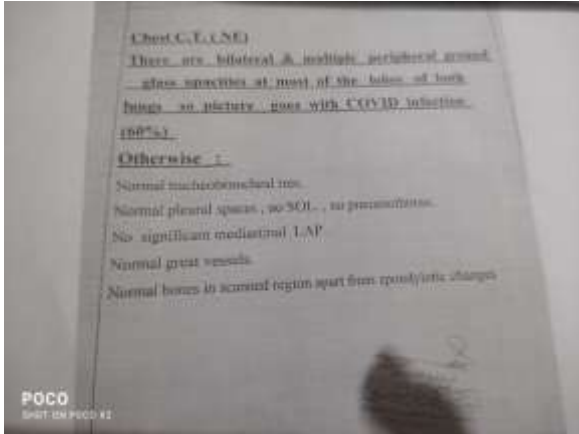 Chest C.T. ( NE)
There are bilateral & multiple peripheral ground
glass opacities at most of the lobes of both
lungs so picture goes with COVID infection
(60%)
Otherwise :
Normal tracheobroncheal tree.
Normal pleural spaces , no SOL , no pneumothorax.
No significant mediastinal LAP
Normal great vessels.
Normal bones in scanned region apart from spondylotic changes
POCO
SHOT ON POCO X2